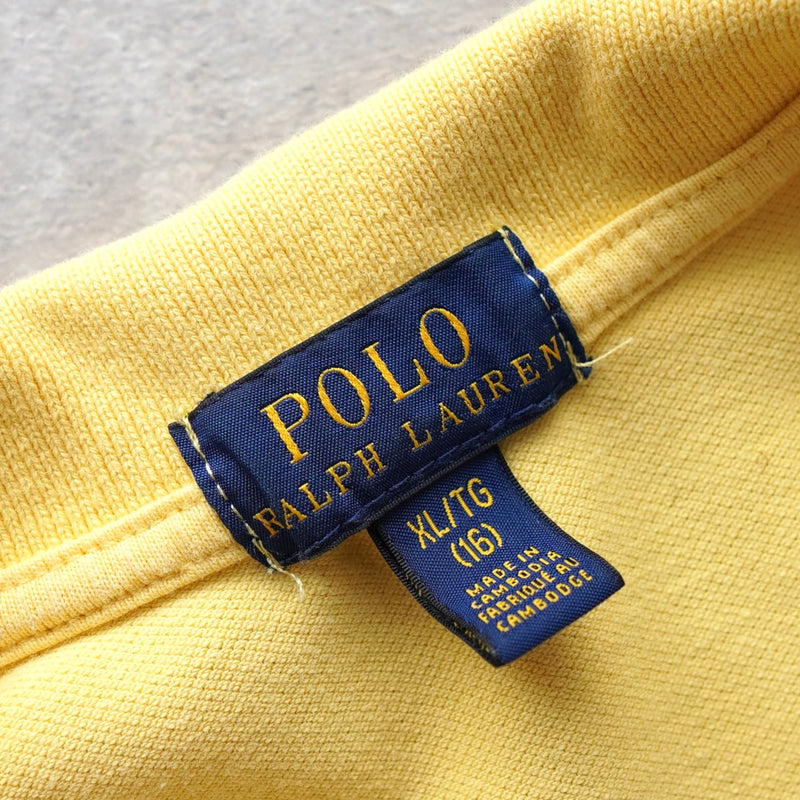 POLO
RALPH LAUREN
XL/TG
(16)
MADE IN
CAMBODIA
FABRIQUÉ AU
CAMBODGE